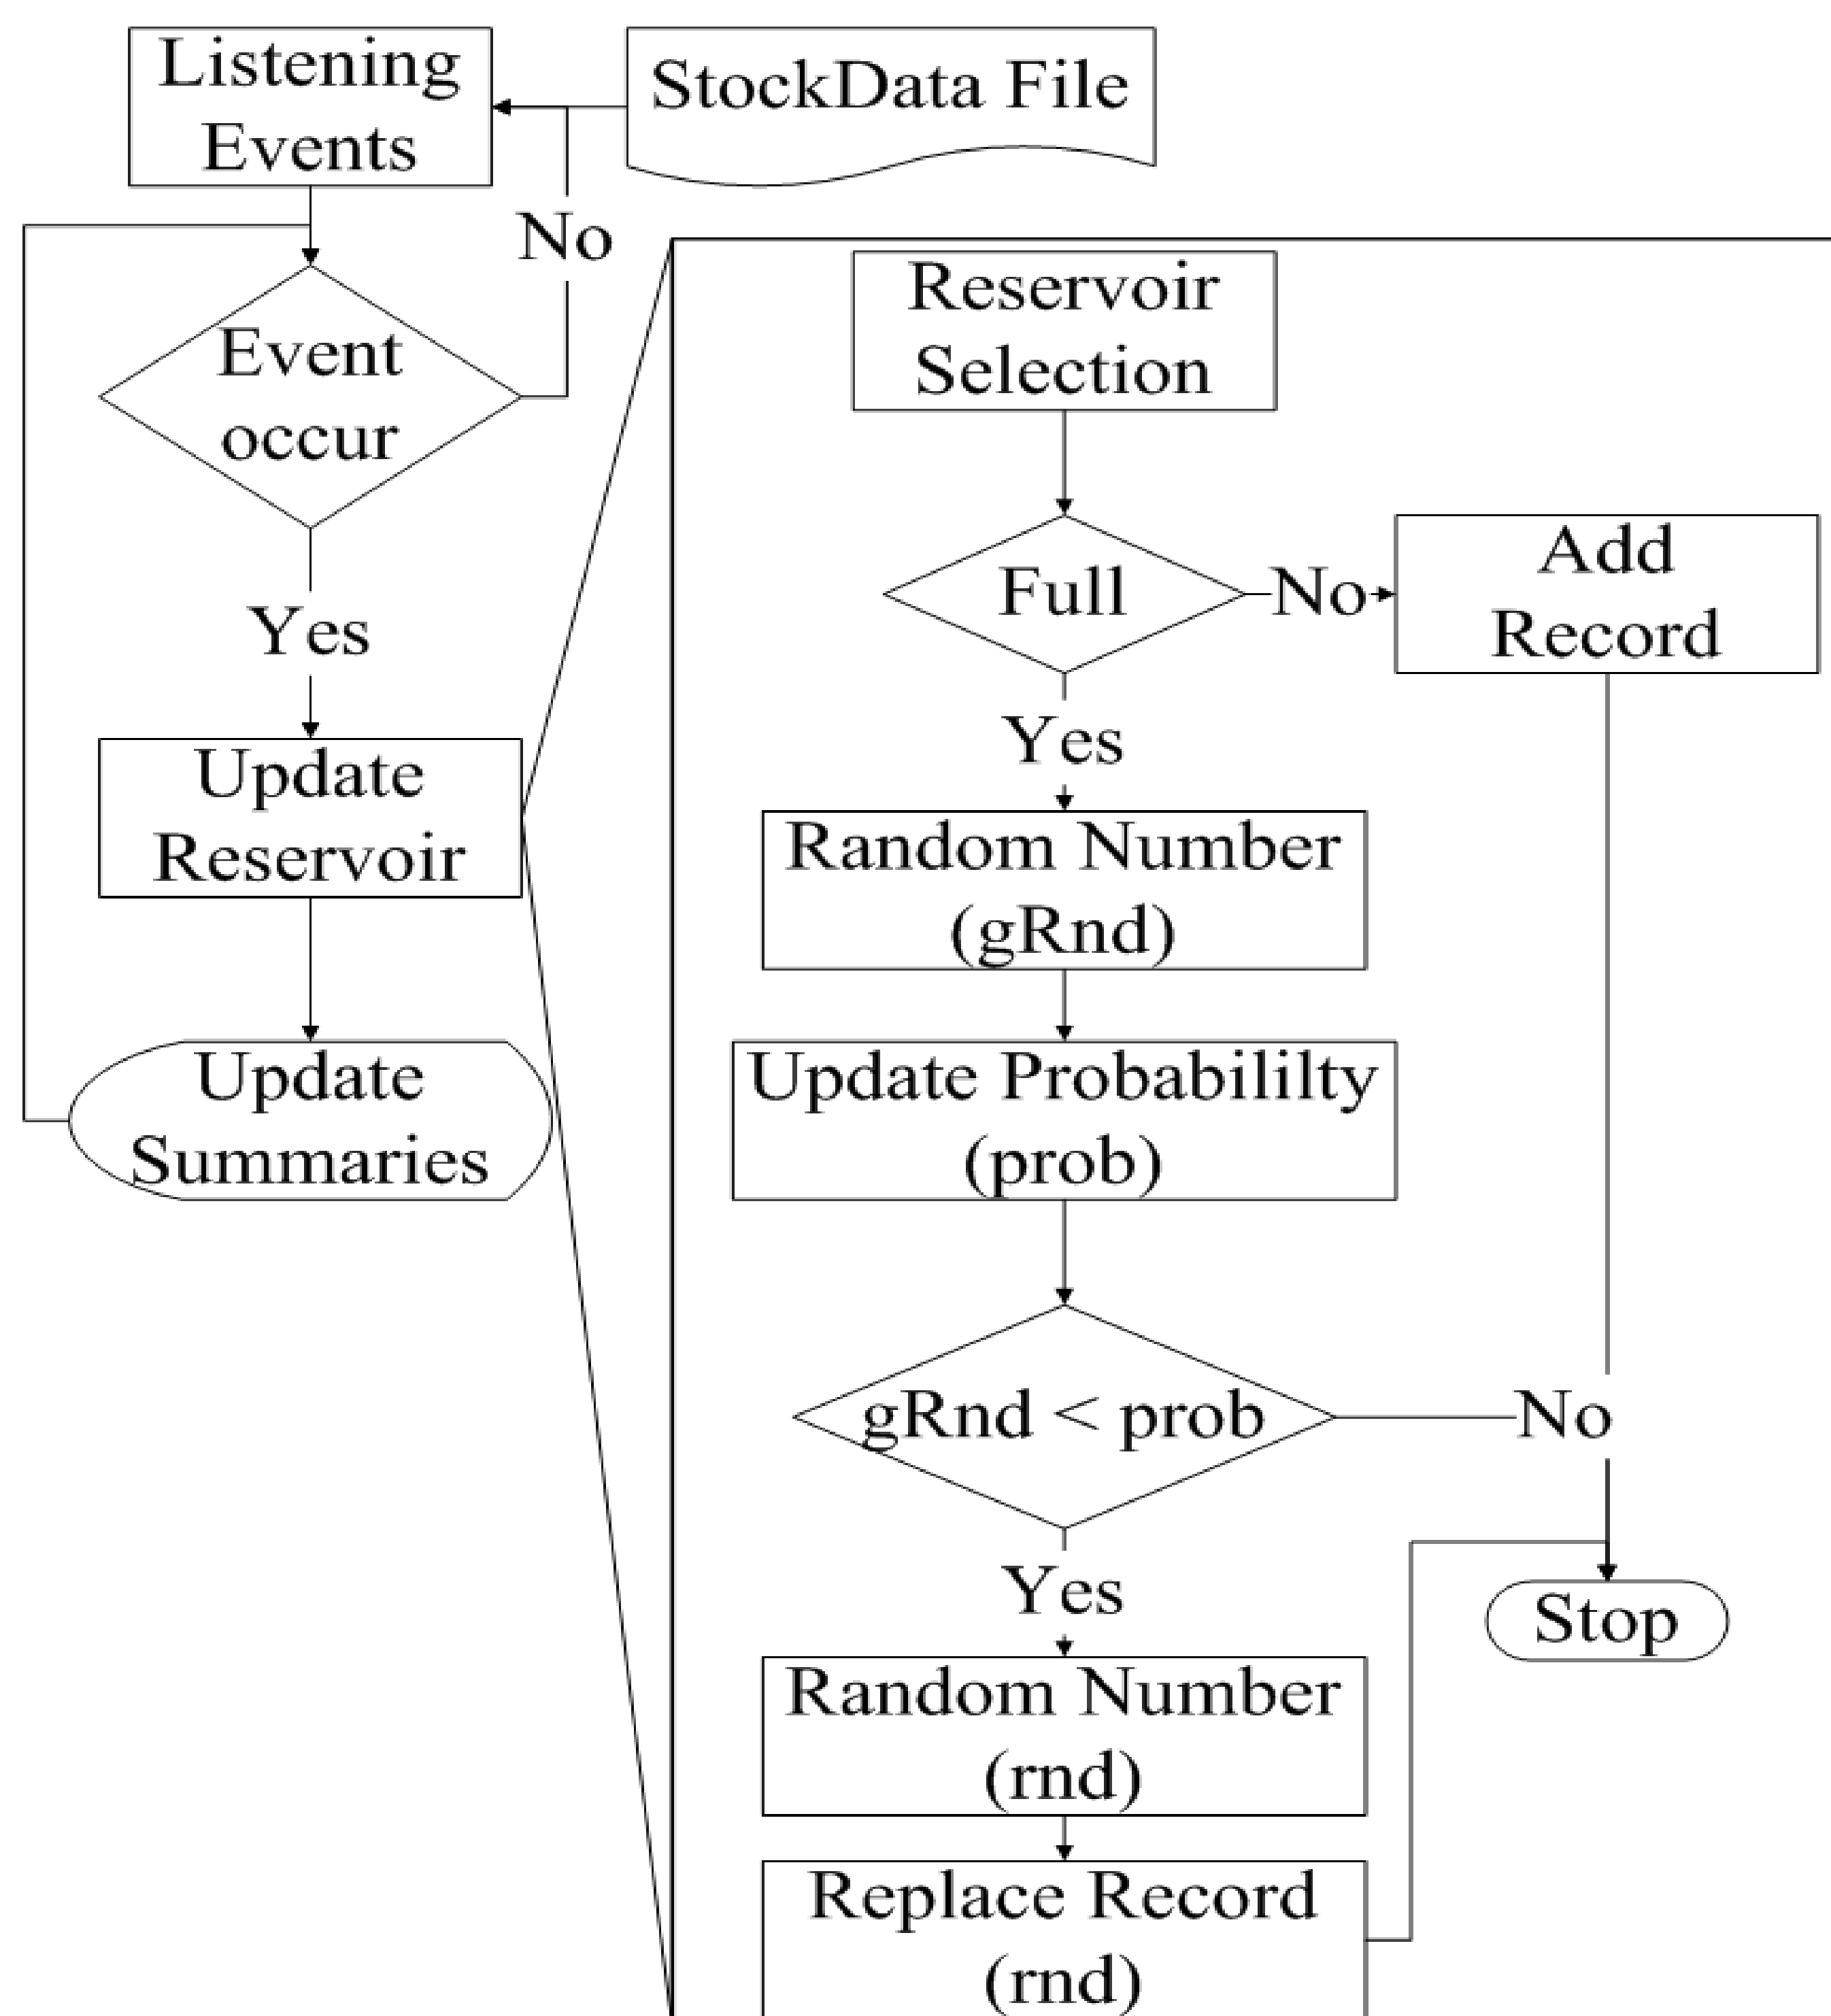 Listening
Events
StockData File
No
Event
occur
Yes
Update
Reservoir
Update
Summaries
Reservoir
Selection
Full
No
Add
Record
Yes
Random Number
(gRnd)
Update Probabililty
(prob)
gRnd < prob
No
Yes
Stop
Random Number
(rnd)
Replace Record
(rnd)